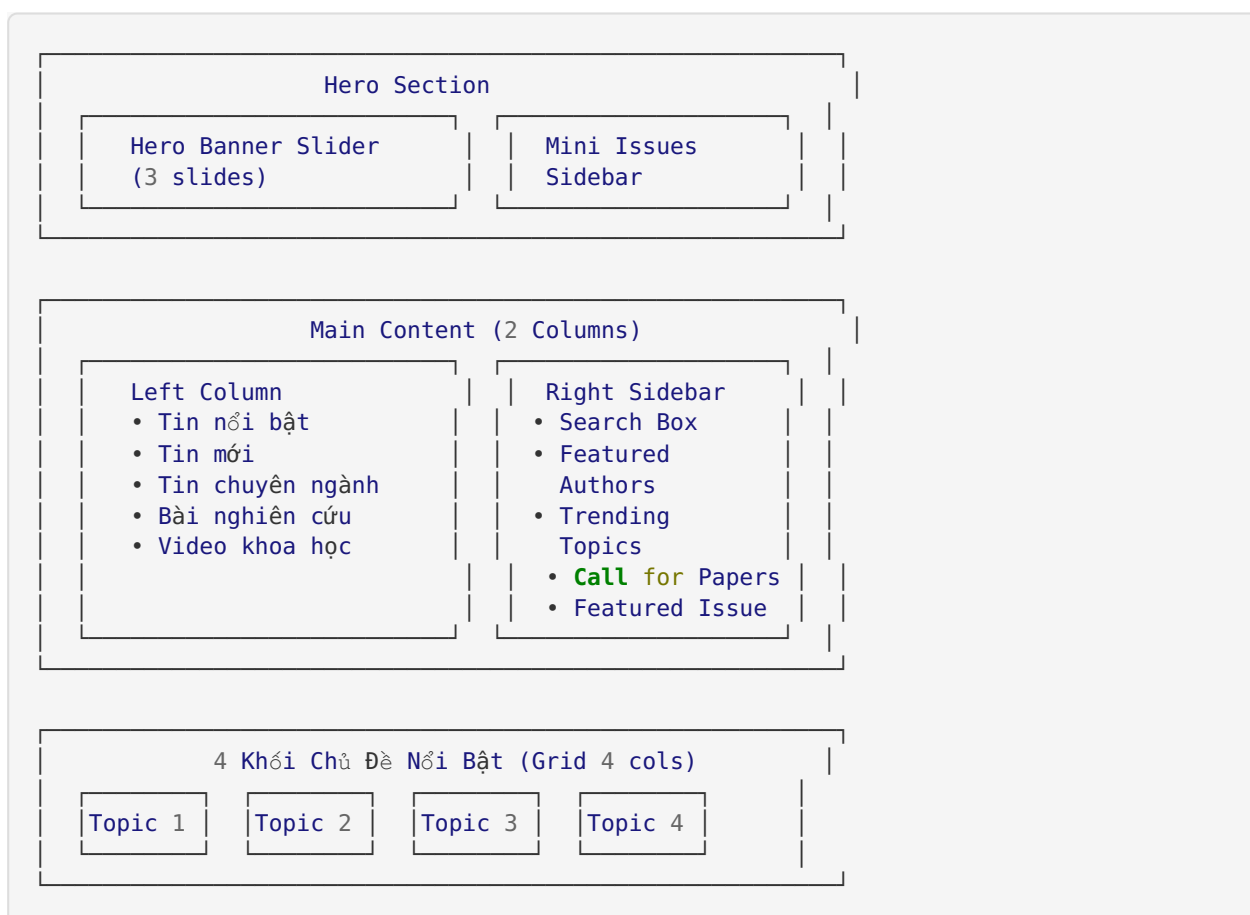 Hero Section
Hero Banner Slider
(3 slides)
Mini Issues
Sidebar
Main Content (2 Columns)
Left Column
• Tin nổi bật
• Tin mới
• Tin chuyên ngành
• Bài nghiên cứu
• Video khoa học
Right Sidebar
• Search Box
• Featured
Authors
• Trending
Topics
• Call for Papers
• Featured Issue
4 Khối Chủ Đề Nổi Bật (Grid 4 cols)
Topic 1
Topic 2
Topic 3
Topic 4